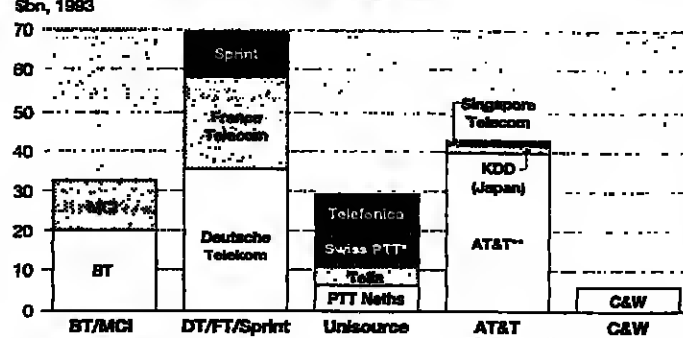 $bn, 1993
70
60
50
40
30
20
10
0
MCI
BT
Sprint
France
Telecom
Deutsche
Telekom
Telefonica
Swiss PTT*
Telia
PTT Neths
Singapore
Telecom
KDD
(Japan)
AT&T**
C&W
BT/MCI
DT/FT/Sprint
Unisource
AT&T
C&W